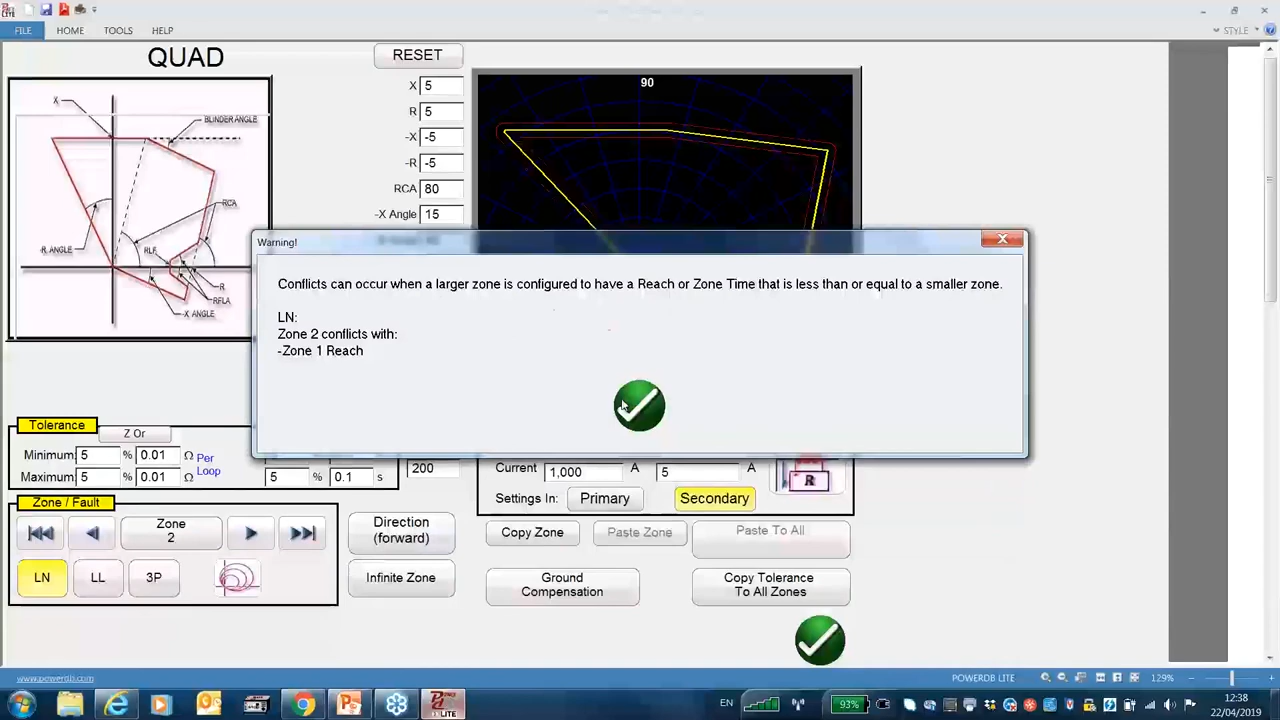 LITE
STYLE
FILE
HOME
TOOLS
HELP
QUAD
RESET
X
BLINDER ANGLE
RCA
-R ANGLE
RLF
R
RFLA
-X ANGLE
X 5
R 5
-X -5
-R -5
RCA 80
-X Angle 15
90
Warning!
Conflicts can occur when a larger zone is configured to have a Reach or Zone Time that is less than or equal to a smaller zone.
LN:
Zone 2 conflicts with:
-Zone 1 Reach
Tolerance
Z Or
Minimum: 5 % 0.01 Ω Per
Maximum: 5 % 0.01 Ω Loop
5 % 0.1 s
200
Current 1,000 A 5 A
R
Settings In: Primary Secondary
Zone / Fault
Zone
2
LN LL 3P
Direction
(forward)
Infinite Zone
Copy Zone
Paste Zone
Paste To All
Ground
Compensation
Copy Tolerance
To All Zones
www.powerdb.com
POWERDB LITE
129%
EN
93%
12:38
22/04/2019
LITE